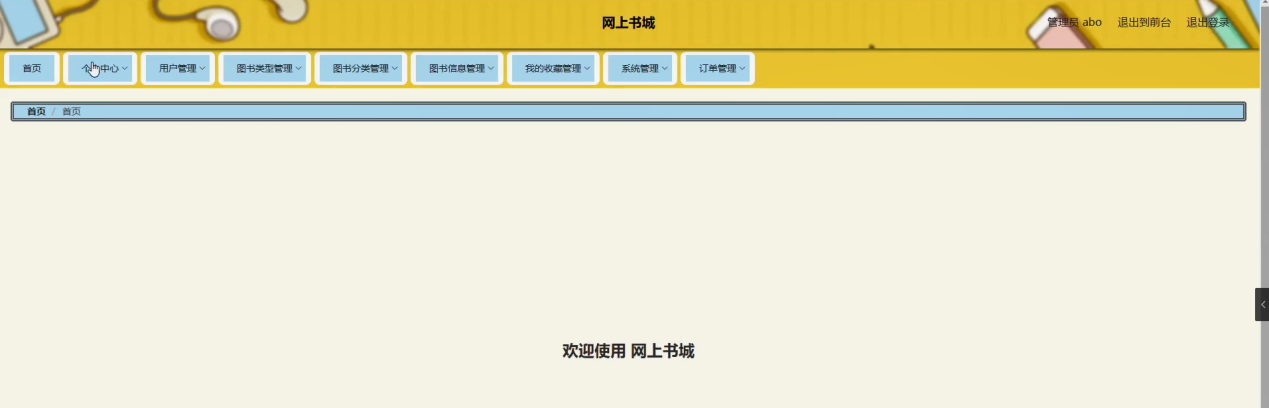 网上书城
管理员 abo 退出到前台 退出登录
首页 个人中心 用户管理 图书类型管理 图书分类管理 图书信息管理 我的收藏管理 系统管理 订单管理
首页 / 首页
欢迎使用 网上书城